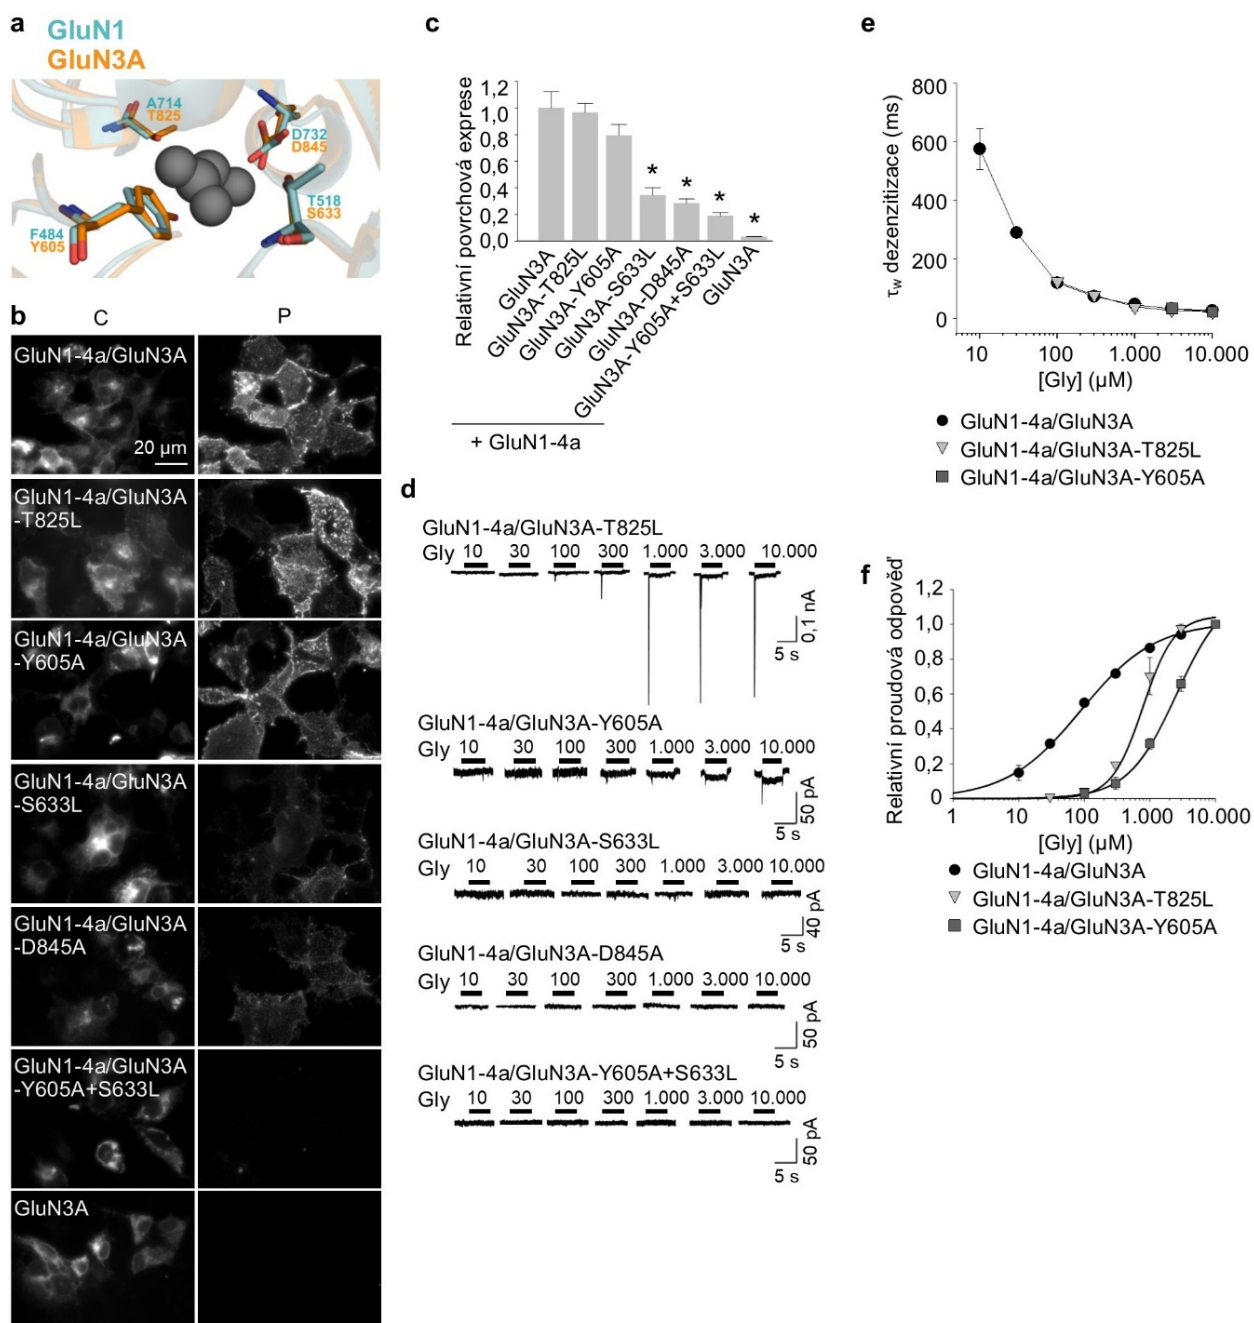 a
GluN1
GluN3A
A714
T825
D732
D845
T518
S633
F484
Y605
b
C
P
GluN1-4a/GluN3A
20 µm
GluN1-4a/GluN3A
-T825L
GluN1-4a/GluN3A
-Y605A
GluN1-4a/GluN3A
-S633L
GluN1-4a/GluN3A
-D845A
GluN1-4a/GluN3A
-Y605A+S633L
GluN3A
c
Relativní povrchová exprese
1,2
1,0
0,8
0,6
0,4
0,2
0,0
* * * *
GluN3A
GluN3A-T825L
GluN3A-Y605A
GluN3A-S633L
GluN3A-D845A
GluN3A-Y605A+S633L
GluN3A
+ GluN1-4a
d
GluN1-4a/GluN3A-T825L
Gly 10 30 100 300 1.000 3.000 10.000
0,1 nA
5 s
GluN1-4a/GluN3A-Y605A
Gly 10 30 100 300 1.000 3.000 10.000
50 pA
5 s
GluN1-4a/GluN3A-S633L
Gly 10 30 100 300 1.000 3.000 10.000
40 pA
5 s
GluN1-4a/GluN3A-D845A
Gly 10 30 100 300 1.000 3.000 10.000
50 pA
5 s
GluN1-4a/GluN3A-Y605A+S633L
Gly 10 30 100 300 1.000 3.000 10.000
50 pA
5 s
e
τw dezenzitizace (ms)
800
600
400
200
0
10 100 1.000 10.000
[Gly] (µM)
GluN1-4a/GluN3A
GluN1-4a/GluN3A-T825L
GluN1-4a/GluN3A-Y605A
f
Relativní proudová odpověď
1,2
1,0
0,8
0,6
0,4
0,2
0
1 10 100 1.000 10.000
[Gly] (µM)
GluN1-4a/GluN3A
GluN1-4a/GluN3A-T825L
GluN1-4a/GluN3A-Y605A